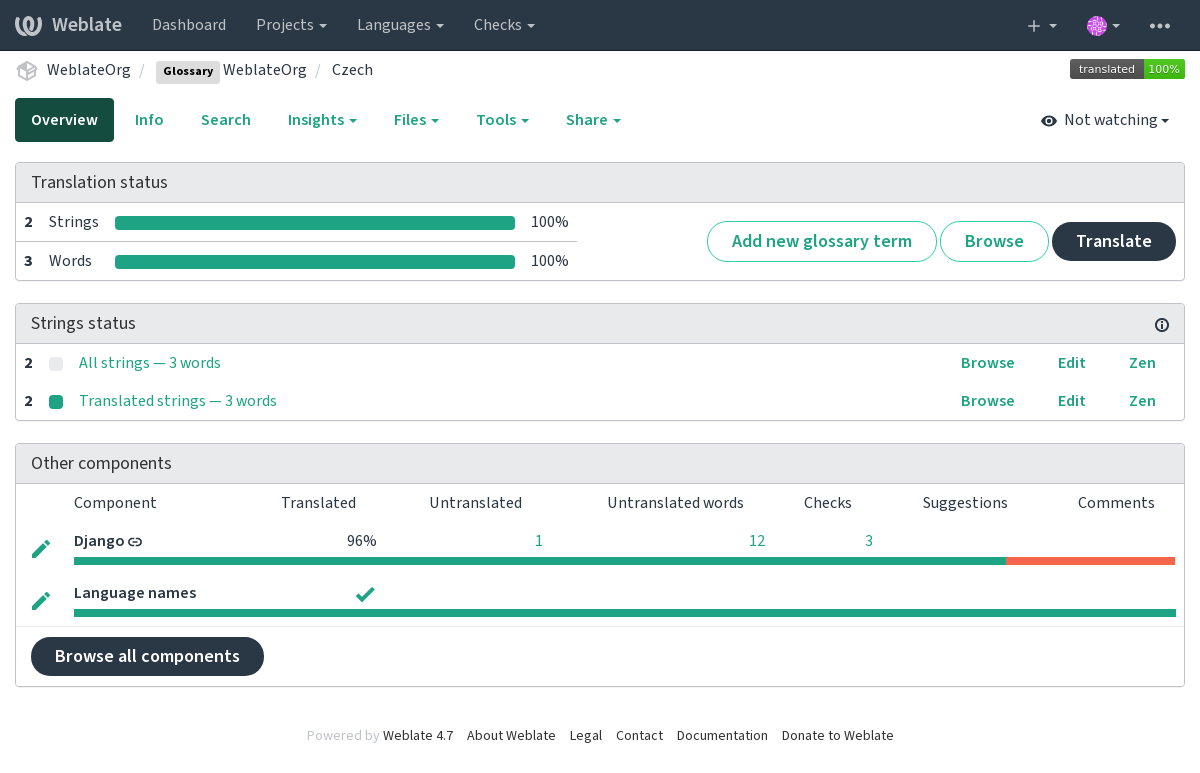 Weblate Dashboard Projects Languages Checks
WeblateOrg / Glossary WeblateOrg / Czech translated 100%
Overview Info Search Insights Files Tools Share Not watching
Translation status
2 Strings 100%
3 Words 100%
Add new glossary term Browse Translate
Strings status
2 All strings — 3 words Browse Edit Zen
2 Translated strings — 3 words Browse Edit Zen
Other components
Component Translated Untranslated Untranslated words Checks Suggestions Comments
Django 96% 1 12 3
Language names
Browse all components
Powered by Weblate 4.7 About Weblate Legal Contact Documentation Donate to Weblate